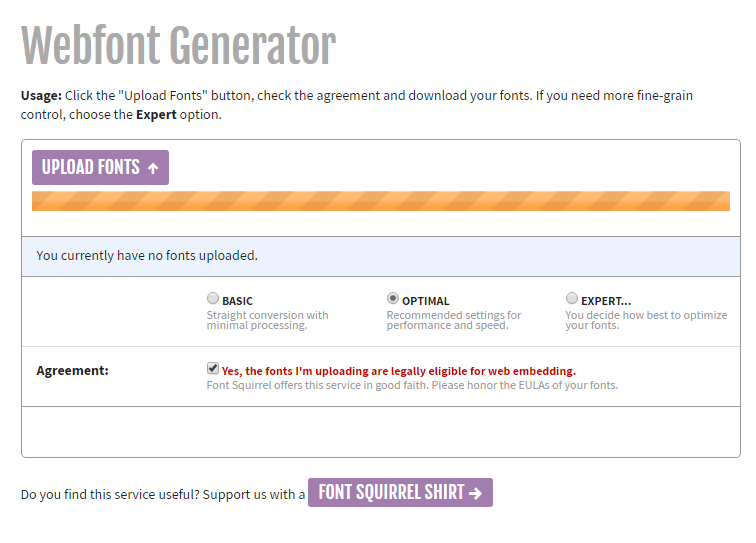 Webfont Generator
Usage: Click the "Upload Fonts" button, check the agreement and download your fonts. If you need more fine-grain
control, choose the Expert option.
UPLOAD FONTS ↑
You currently have no fonts uploaded.
BASIC
Straight conversion with
minimal processing.
OPTIMAL
Recommended settings for
performance and speed.
EXPERT...
You decide how best to optimize
your fonts.
Agreement:
Yes, the fonts I'm uploading are legally eligible for web embedding.
Font Squirrel offers this service in good faith. Please honor the EULAs of your fonts.
Do you find this service useful? Support us with a FONT SQUIRREL SHIRT →